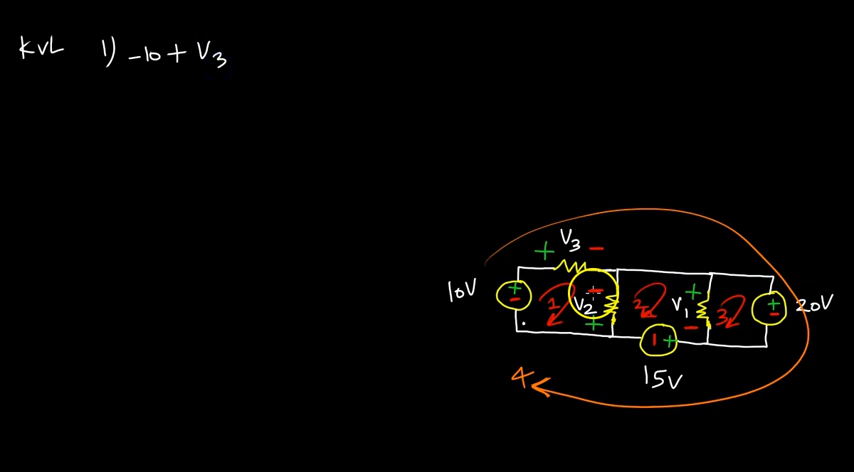 KVL 1) -10 + V3
+ V3 -
10V + - 1 V2 - + 2 V1 + - 3 + - 20V
- +
4 15V